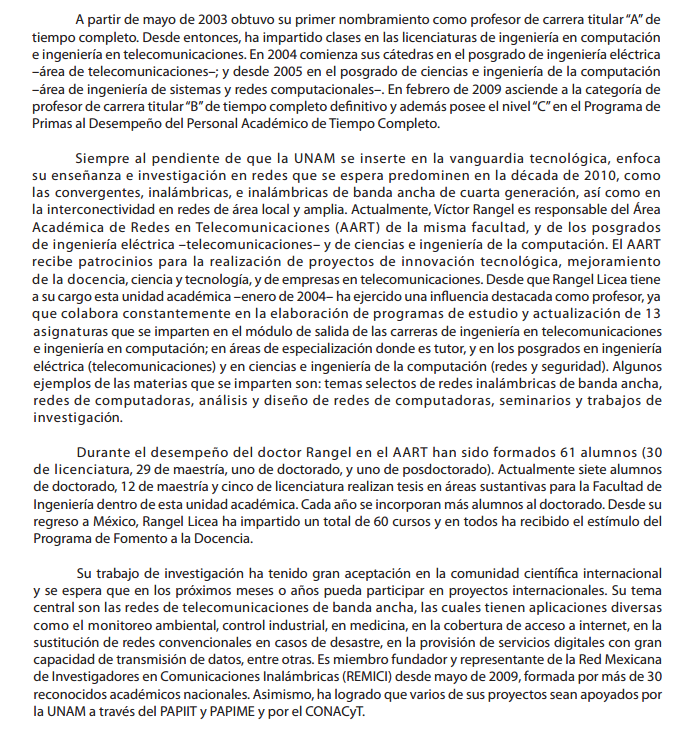 A partir de mayo de 2003 obtuvo su primer nombramiento como profesor de carrera titular “A” de
tiempo completo. Desde entonces, ha impartido clases en las licenciaturas de ingeniería en computación
e ingeniería en telecomunicaciones. En 2004 comienza sus cátedras en el posgrado de ingeniería eléctrica
–área de telecomunicaciones–; y desde 2005 en el posgrado de ciencias e ingeniería de la computación
–área de ingeniería de sistemas y redes computacionales–. En febrero de 2009 asciende a la categoría de
profesor de carrera titular “B” de tiempo completo definitivo y además posee el nivel “C” en el Programa de
Primas al Desempeño del Personal Académico de Tiempo Completo.
Siempre al pendiente de que la UNAM se inserte en la vanguardia tecnológica, enfoca
su enseñanza e investigación en redes que se espera predominen en la década de 2010, como
las convergentes, inalámbricas, e inalámbricas de banda ancha de cuarta generación, así como en
la interconectividad en redes de área local y amplia. Actualmente, Víctor Rangel es responsable del Área
Académica de Redes en Telecomunicaciones (AART) de la misma facultad, y de los posgrados
de ingeniería eléctrica –telecomunicaciones– y de ciencias e ingeniería de la computación. El AART
recibe patrocinios para la realización de proyectos de innovación tecnológica, mejoramiento
de la docencia, ciencia y tecnología, y de empresas en telecomunicaciones. Desde que Rangel Licea tiene
a su cargo esta unidad académica –enero de 2004– ha ejercido una influencia destacada como profesor, ya
que colabora constantemente en la elaboración de programas de estudio y actualización de 13
asignaturas que se imparten en el módulo de salida de las carreras de ingeniería en telecomunicaciones
e ingeniería en computación; en áreas de especialización donde es tutor, y en los posgrados en ingeniería
eléctrica (telecomunicaciones) y en ciencias e ingeniería de la computación (redes y seguridad). Algunos
ejemplos de las materias que se imparten son: temas selectos de redes inalámbricas de banda ancha,
redes de computadoras, análisis y diseño de redes de computadoras, seminarios y trabajos de
investigación.
Durante el desempeño del doctor Rangel en el AART han sido formados 61 alumnos (30
de licenciatura, 29 de maestría, uno de doctorado, y uno de posdoctorado). Actualmente siete alumnos
de doctorado, 12 de maestría y cinco de licenciatura realizan tesis en áreas sustantivas para la Facultad de
Ingeniería dentro de esta unidad académica. Cada año se incorporan más alumnos al doctorado. Desde su
regreso a México, Rangel Licea ha impartido un total de 60 cursos y en todos ha recibido el estímulo del
Programa de Fomento a la Docencia.
Su trabajo de investigación ha tenido gran aceptación en la comunidad científica internacional
y se espera que en los próximos meses o años pueda participar en proyectos internacionales. Su tema
central son las redes de telecomunicaciones de banda ancha, las cuales tienen aplicaciones diversas
como el monitoreo ambiental, control industrial, en medicina, en la cobertura de acceso a internet, en la
sustitución de redes convencionales en casos de desastre, en la provisión de servicios digitales con gran
capacidad de transmisión de datos, entre otras. Es miembro fundador y representante de la Red Mexicana
de Investigadores en Comunicaciones Inalámbricas (REMICI) desde mayo de 2009, formada por más de 30
reconocidos académicos nacionales. Asimismo, ha logrado que varios de sus proyectos sean apoyados por
la UNAM a través del PAPIIT y PAPIME y por el CONACyT.